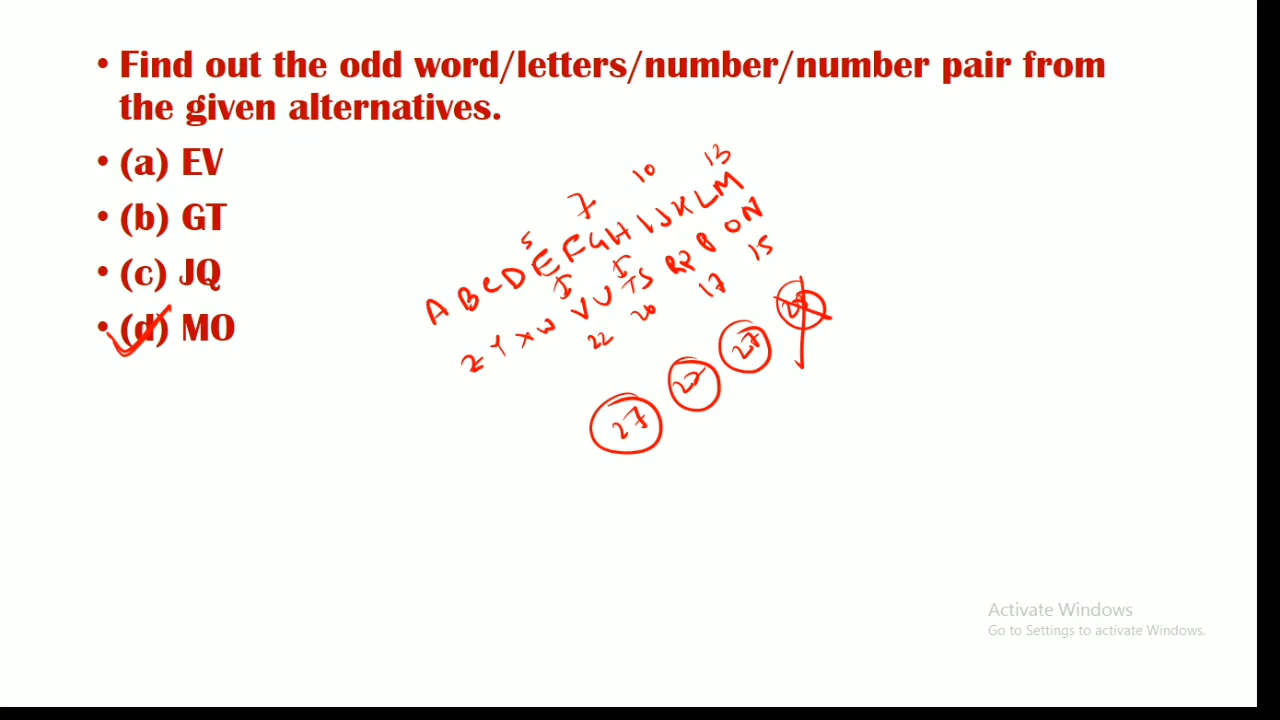 • Find out the odd word/letters/number/number pair from
the given alternatives.
• (a) EV
• (b) GT
• (c) JQ
• (d) MO
5 7 10 13
A B C D E F G H I J K L M
Z Y X W V U T S R P O N
22 20 17 15
27 27 27
Activate Windows
Go to Settings to activate Windows.